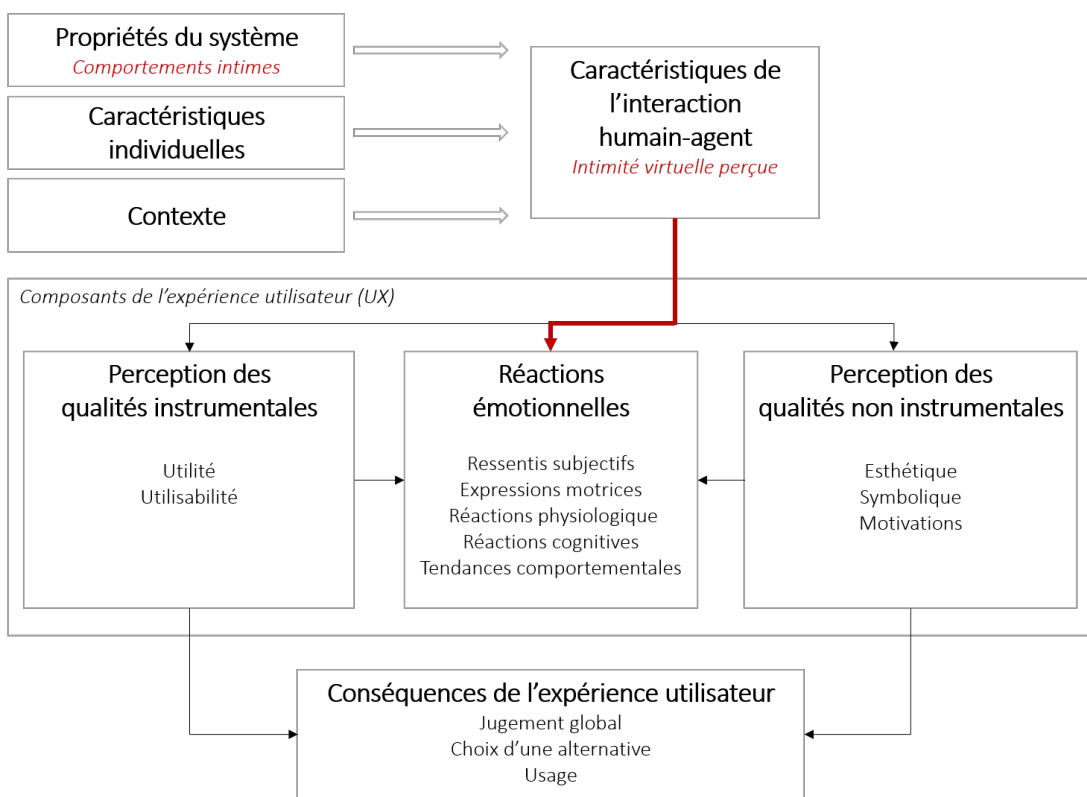 Propriétés du système
Comportements intimes
Caractéristiques
individuelles
Contexte
Caractéristiques de
l’interaction
humain-agent
Intimité virtuelle perçue
Composants de l’expérience utilisateur (UX)
Perception des
qualités instrumentales
Utilité
Utilisabilité
Réactions
émotionnelles
Ressentis subjectifs
Expressions motrices
Réactions physiologique
Réactions cognitives
Tendances comportementales
Perception des
qualités non instrumentales
Esthétique
Symbolique
Motivations
Conséquences de l’expérience utilisateur
Jugement global
Choix d’une alternative
Usage